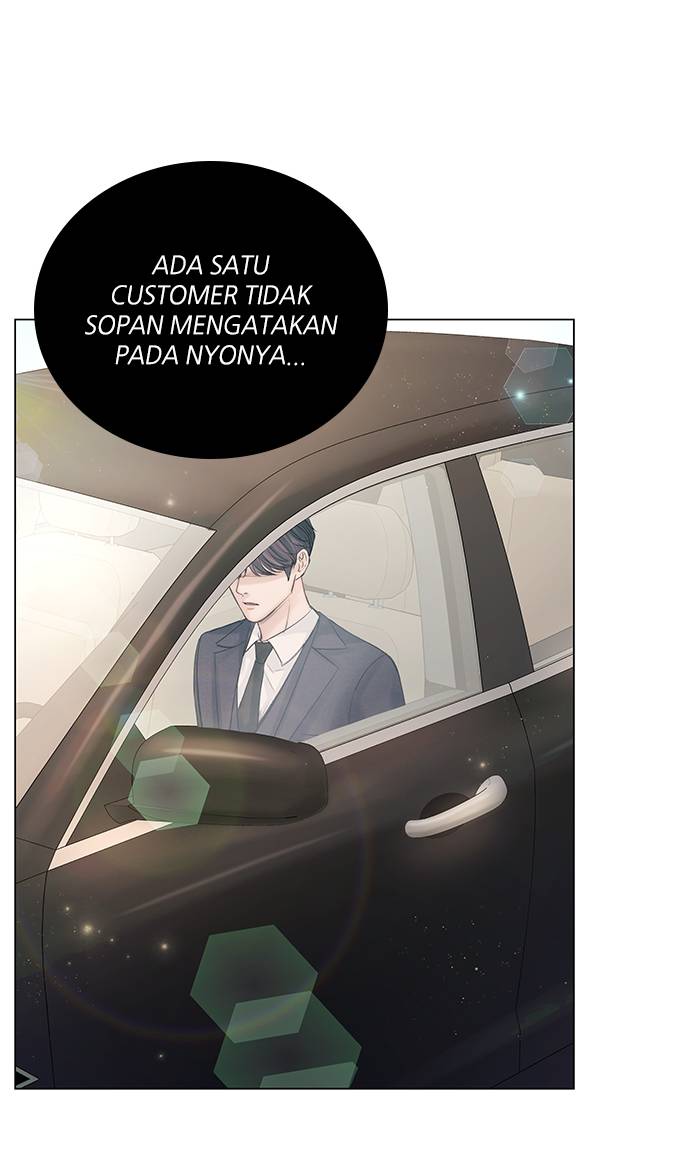 ADA SATU
CUSTOMER TIDAK
SOPAN MENGATAKAN
PADA NYONYA...